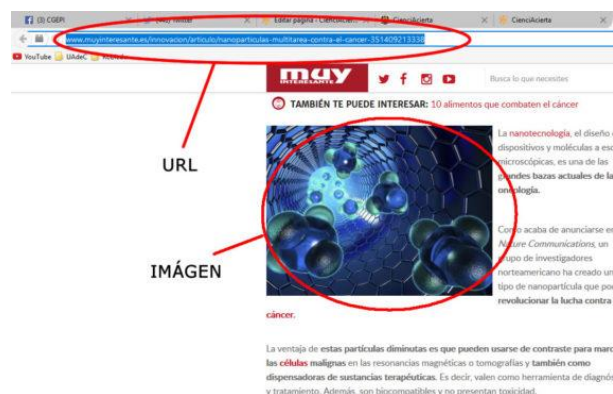 (3) CGEPI
Twitter
Editar página - CienciAcier...
CienciAcierta
CienciAcierta
www.muyinteresante.es/innovacion/articulo/nanoparticulas-multitarea-contra-el-cancer-351409213338
YouTube
UAdeC
muy
INTERESANTE
Busca lo que necesites
TAMBIÉN TE PUEDE INTERESAR: 10 alimentos que combaten el cáncer
URL
IMÁGEN
La nanotecnología, el diseño
dispositivos y moléculas a esc
microscópicas, es una de las
grandes bazas actuales de la
oncología.
Como acaba de anunciarse en
Nature Communications, un
grupo de investigadores
norteamericano ha creado un
tipo de nanopartícula que pod
revolucionar la lucha contra
cáncer.
La ventaja de estas partículas diminutas es que pueden usarse de contraste para marc
las células malignas en las resonancias magnéticas o tomografías y también como
dispensadoras de sustancias terapéuticas. Es decir, valen como herramienta de diagnós
y tratamiento. Además, son biocompatibles y no presentan toxicidad.